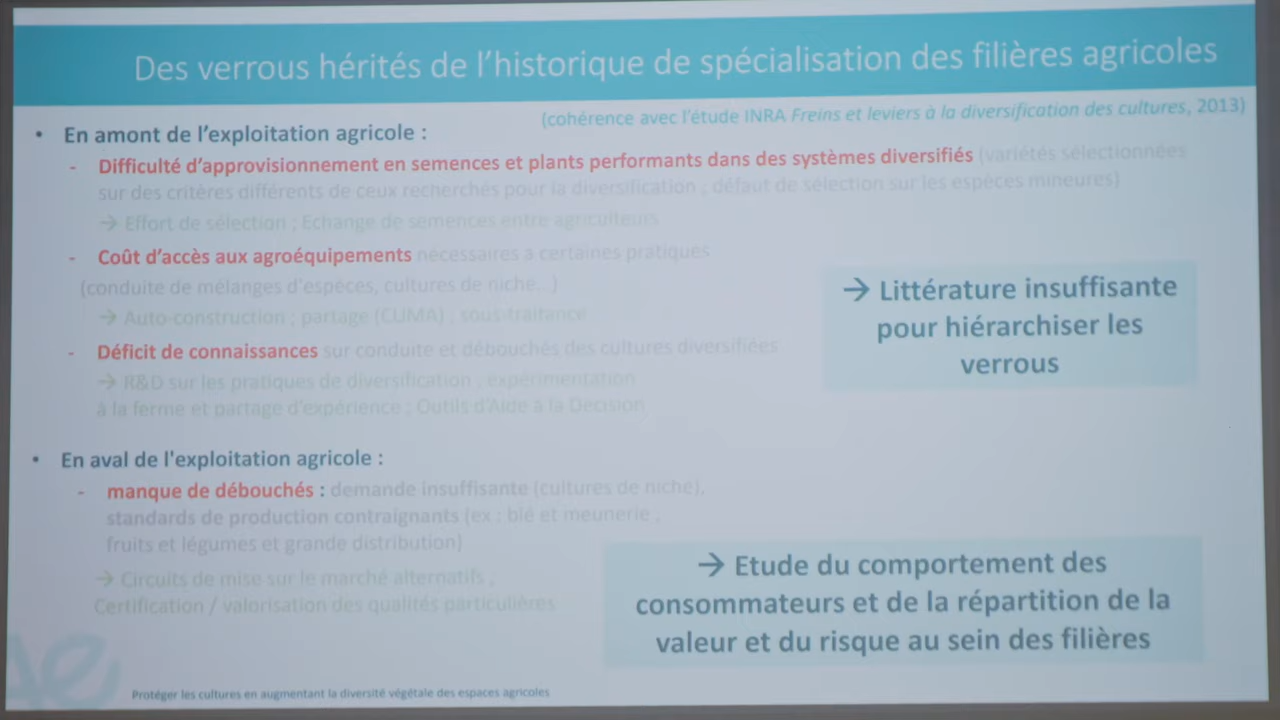 Des verrous hérités de l'historique de spécialisation des filières agricoles
(cohérence avec l'étude INRA Freins et leviers à la diversification des cultures, 2013)
• En amont de l'exploitation agricole :
- Difficulté d'approvisionnement en semences et plants performants dans des systèmes diversifiés (variétés sélectionnées
sur des critères différents de ceux recherchés pour la diversification ; défaut de sélection sur les espèces mineures)
→ Effort de sélection ; Echange de semences entre agriculteurs
- Coût d'accès aux agroéquipements nécessaires a certaines pratiques
(conduite de mélanges d'espèces, cultures de niche...)
→ Auto-construction ; partage (CUMA) ; sous-traitance
- Déficit de connaissances sur conduite et débouchés des cultures diversifiées
→ R&D sur les pratiques de diversification ; expérimentation
à la ferme et partage d'expérience ; Outils d'Aide à la Décision
→ Littérature insuffisante
pour hiérarchiser les
verrous
• En aval de l'exploitation agricole :
- manque de débouchés : demande insuffisante (cultures de niche),
standards de production contraignants (ex : blé et meunerie ;
fruits et légumes et grande distribution)
→ Circuits de mise sur le marché alternatifs ;
Certification / valorisation des qualités particulières
→ Etude du comportement des
consommateurs et de la répartition de la
valeur et du risque au sein des filières
Ae
Protéger les cultures en augmentant la diversité végétale des espaces agricoles